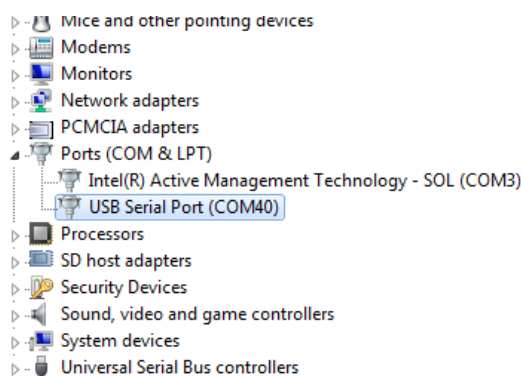 Mice and other pointing devices
Modems
Monitors
Network adapters
PCMCIA adapters
Ports (COM & LPT)
Intel(R) Active Management Technology - SOL (COM3)
USB Serial Port (COM40)
Processors
SD host adapters
Security Devices
Sound, video and game controllers
System devices
Universal Serial Bus controllers